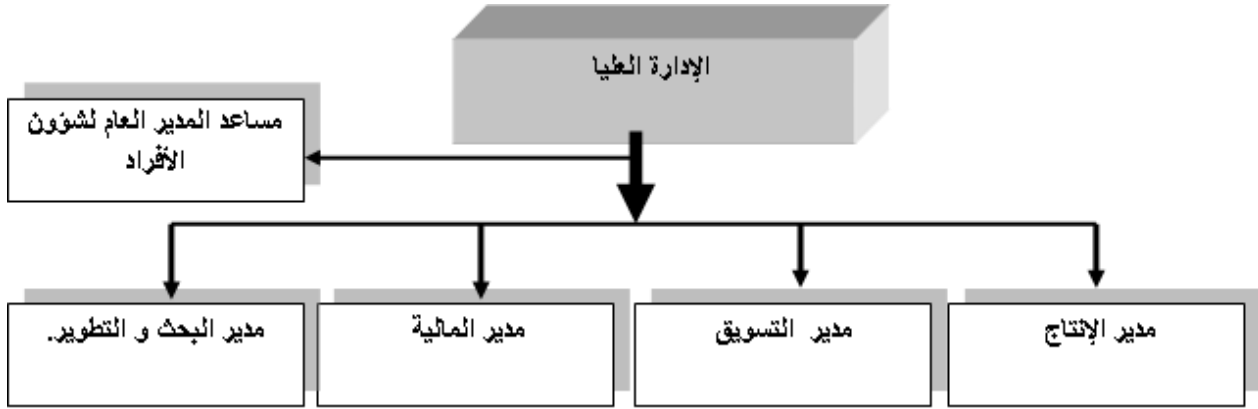 الإدارة العليا
مساعد المدير العام لشؤون
الأفراد
مدير الإنتاج
مدير التسويق
مدير المالية
مدير البحث و التطوير.